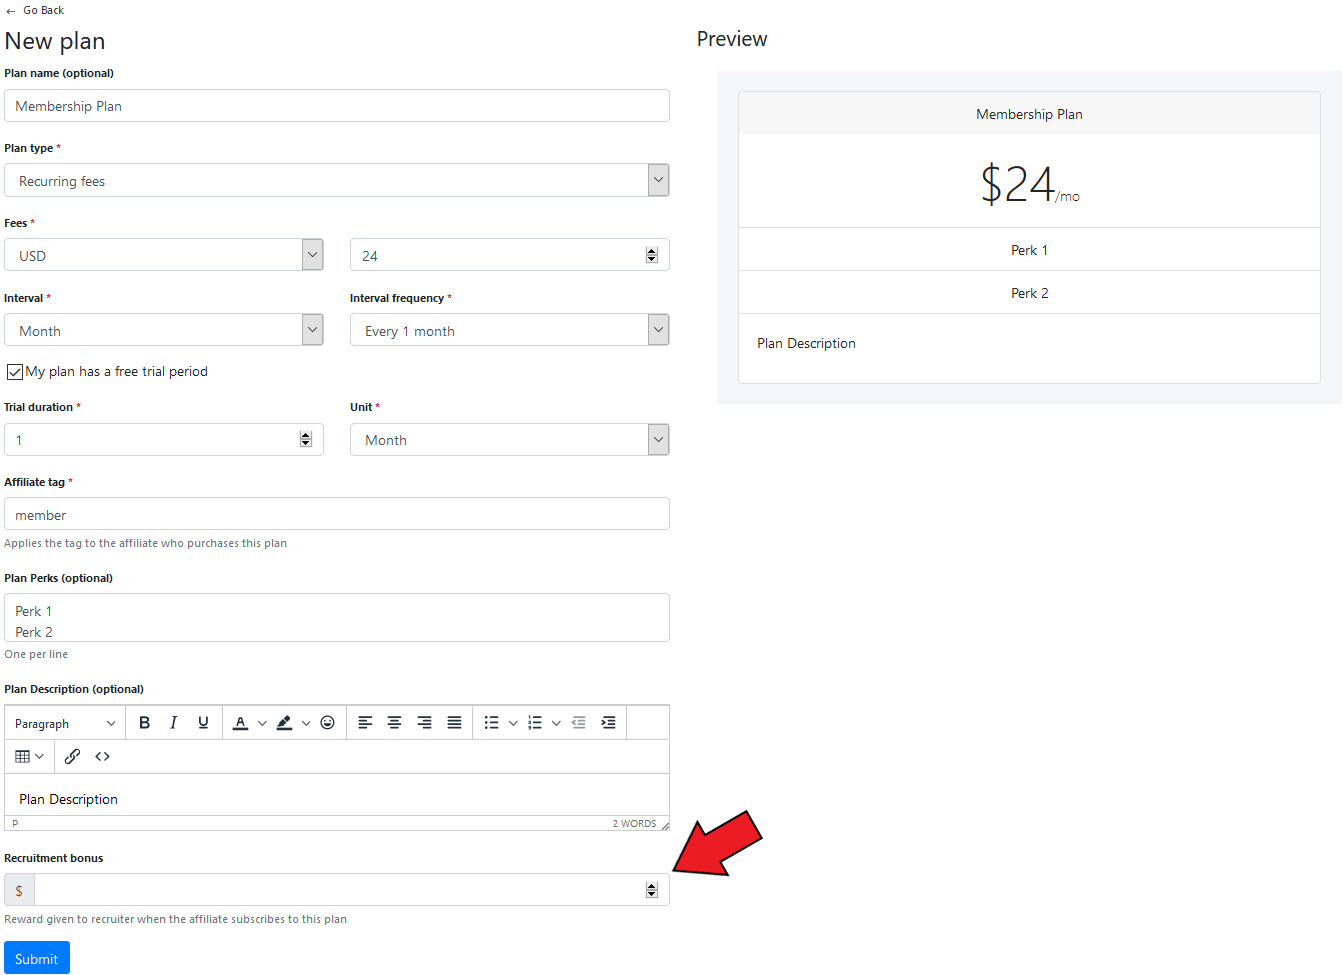 ← Go Back
New plan
Plan name (optional)
Membership Plan
Plan type *
Recurring fees
Fees *
USD
24
Interval *
Interval frequency *
Month
Every 1 month
My plan has a free trial period
Trial duration *
Unit *
1
Month
Affiliate tag *
member
Applies the tag to the affiliate who purchases this plan
Plan Perks (optional)
Perk 1
Perk 2
One per line
Plan Description (optional)
Paragraph
B I U A
Plan Description
P
2 WORDS
Recruitment bonus
$
Reward given to recruiter when the affiliate subscribes to this plan
Submit
Preview
Membership Plan
$24/mo
Perk 1
Perk 2
Plan Description